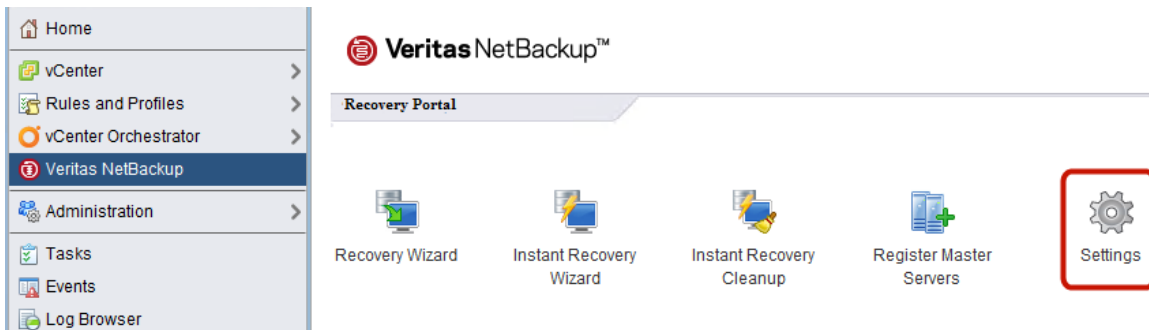 Home
vCenter
Rules and Profiles
vCenter Orchestrator
Veritas NetBackup
Administration
Tasks
Events
Log Browser
Veritas NetBackup™
Recovery Portal
Recovery Wizard
Instant Recovery
Wizard
Instant Recovery
Cleanup
Register Master
Servers
Settings